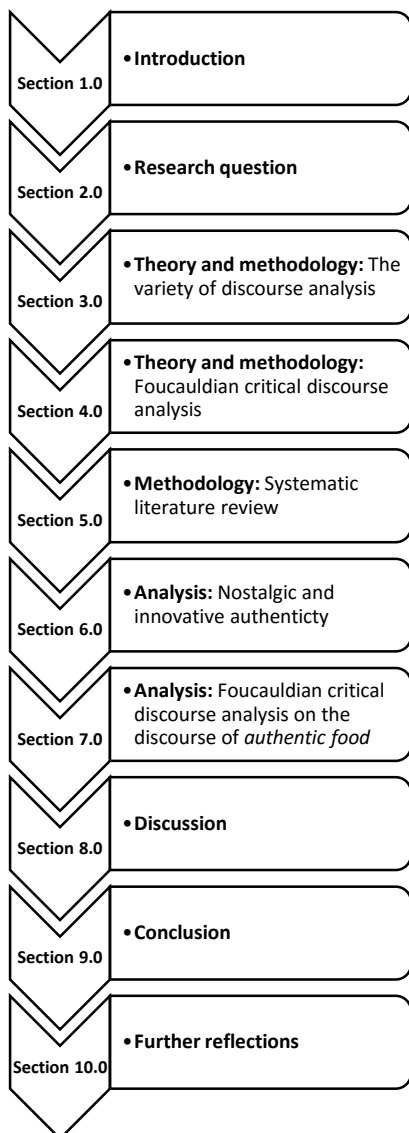 Section 1.0
•Introduction
Section 2.0
•Research question
Section 3.0
•Theory and methodology: The
variety of discourse analysis
Section 4.0
•Theory and methodology:
Foucauldian critical discourse
analysis
Section 5.0
•Methodology: Systematic
literature review
Section 6.0
•Analysis: Nostalgic and
innovative authenticty
Section 7.0
•Analysis: Foucauldian critical
discourse analysis on the
discourse of authentic food
Section 8.0
•Discussion
Section 9.0
•Conclusion
Section 10.0
•Further reflections